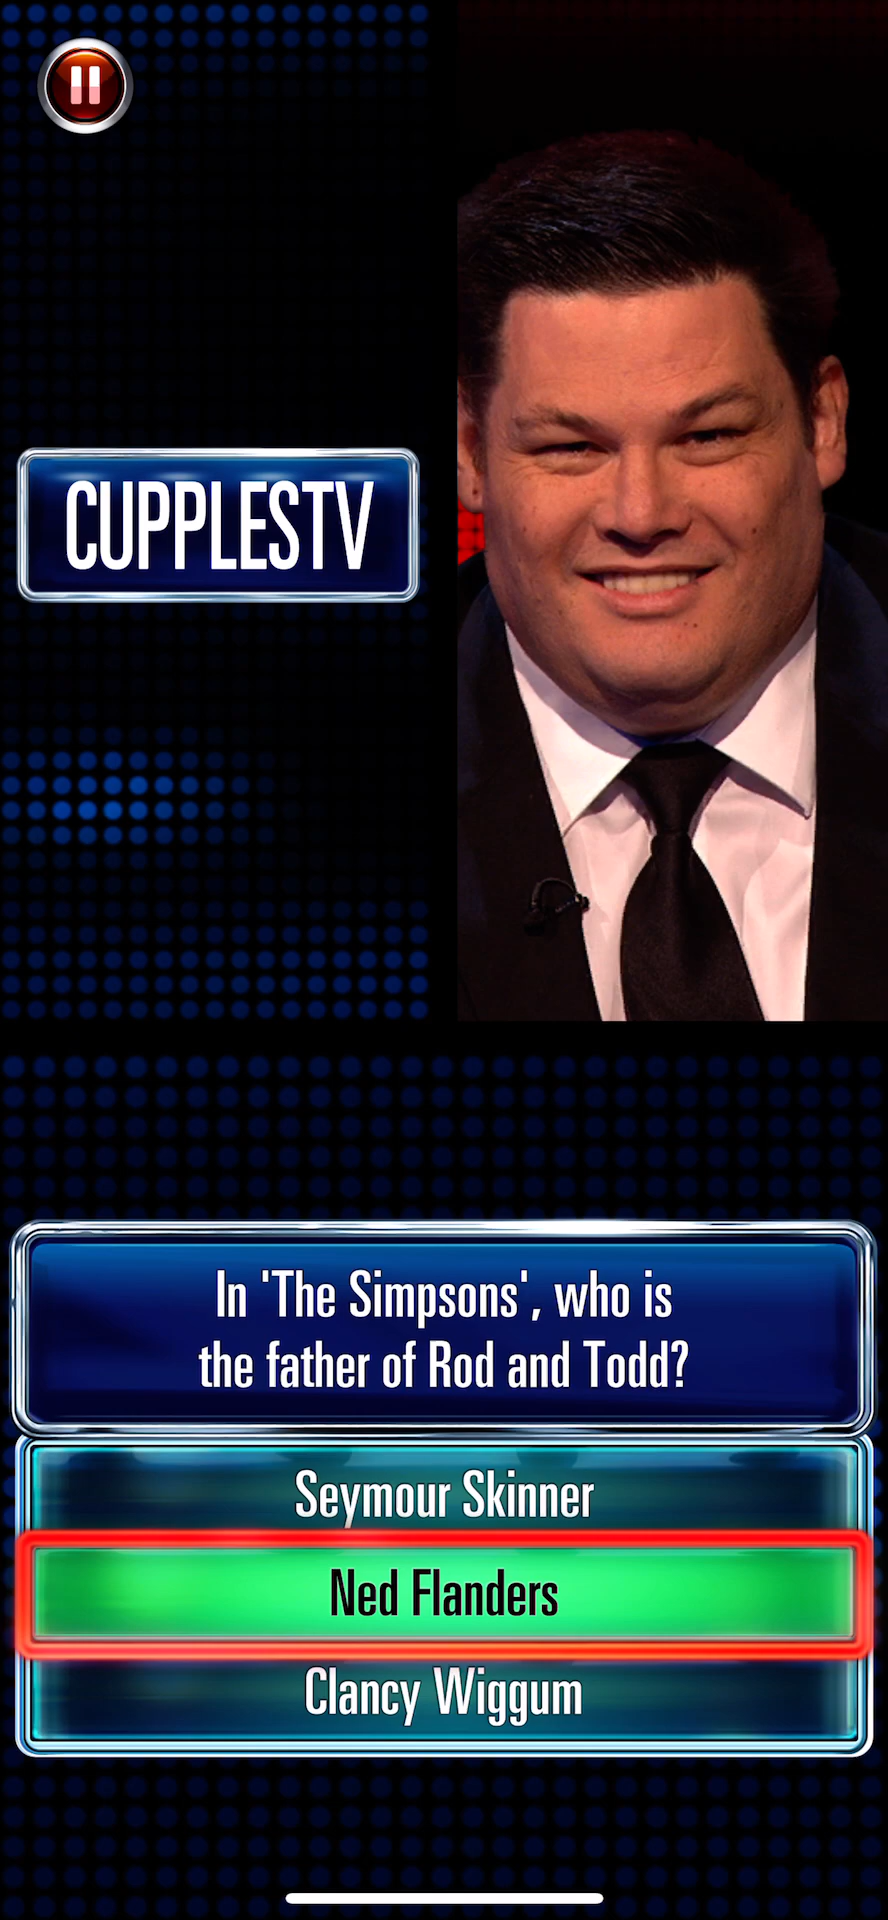 CUPPLESTV
In 'The Simpsons', who is
the father of Rod and Todd?
Seymour Skinner
Ned Flanders
Clancy Wiggum